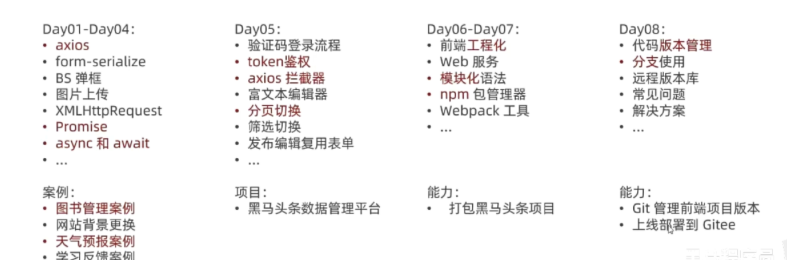 Day01-Day04：
• axios
• form-serialize
• BS 弹框
• 图片上传
• XMLHttpRequest
• Promise
• async 和 await
• ...
案例：
• 图书管理案例
• 网站背景更换
• 天气预报案例
• 学习反馈案例
Day05：
• 验证码登录流程
• token鉴权
• axios 拦截器
• 富文本编辑器
• 分页切换
• 筛选切换
• 发布编辑复用表单
• ...
项目：
• 黑马头条数据管理平台
Day06-Day07：
• 前端工程化
• Web 服务
• 模块化语法
• npm 包管理器
• Webpack 工具
• ...
能力：
• 打包黑马头条项目
Day08：
• 代码版本管理
• 分支使用
• 远程版本库
• 常见问题
• 解决方案
• ...
能力：
• Git 管理前端项目版本
• 上线部署到 Gitee